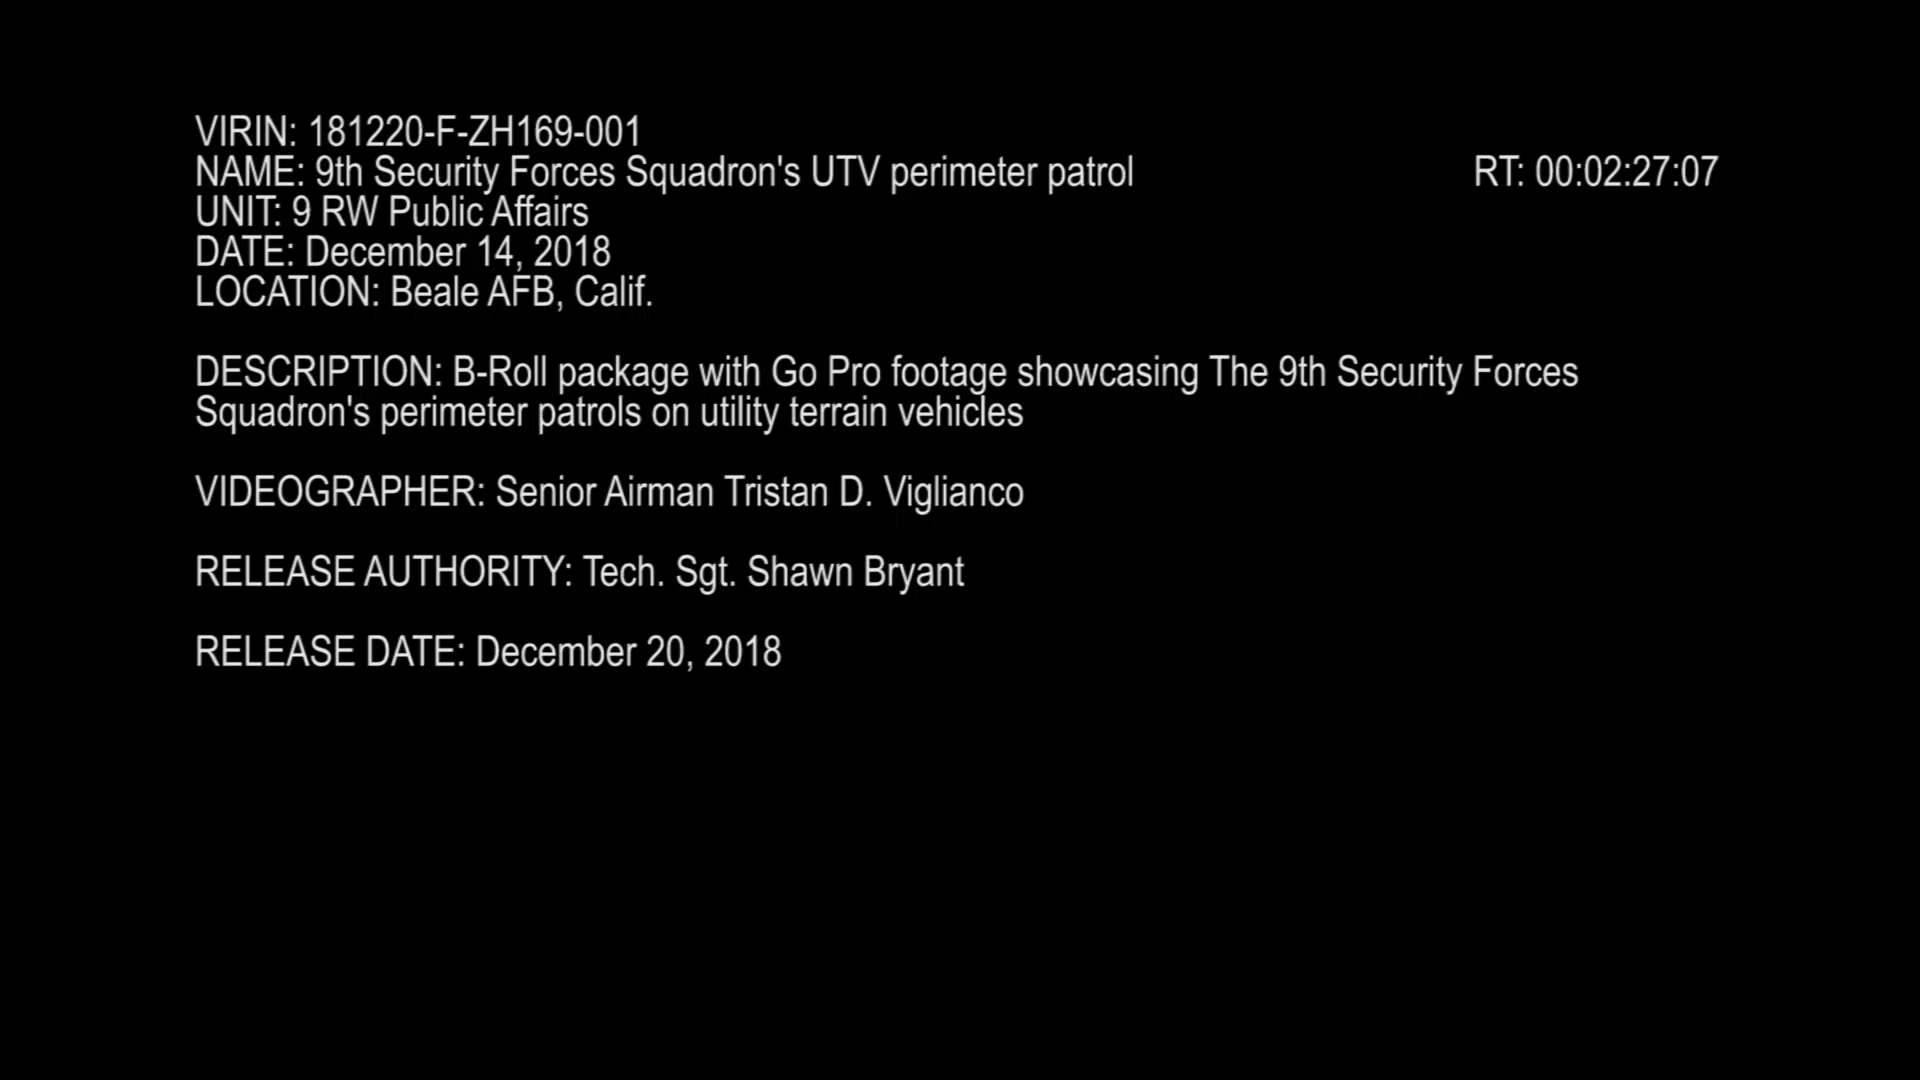 VIRIN: 181220-F-ZH169-001
NAME: 9th Security Forces Squadron's UTV perimeter patrol RT: 00:02:27:07
UNIT: 9 RW Public Affairs
DATE: December 14, 2018
LOCATION: Beale AFB, Calif.
DESCRIPTION: B-Roll package with Go Pro footage showcasing The 9th Security Forces
Squadron's perimeter patrols on utility terrain vehicles
VIDEOGRAPHER: Senior Airman Tristan D. Viglianco
RELEASE AUTHORITY: Tech. Sgt. Shawn Bryant
RELEASE DATE: December 20, 2018